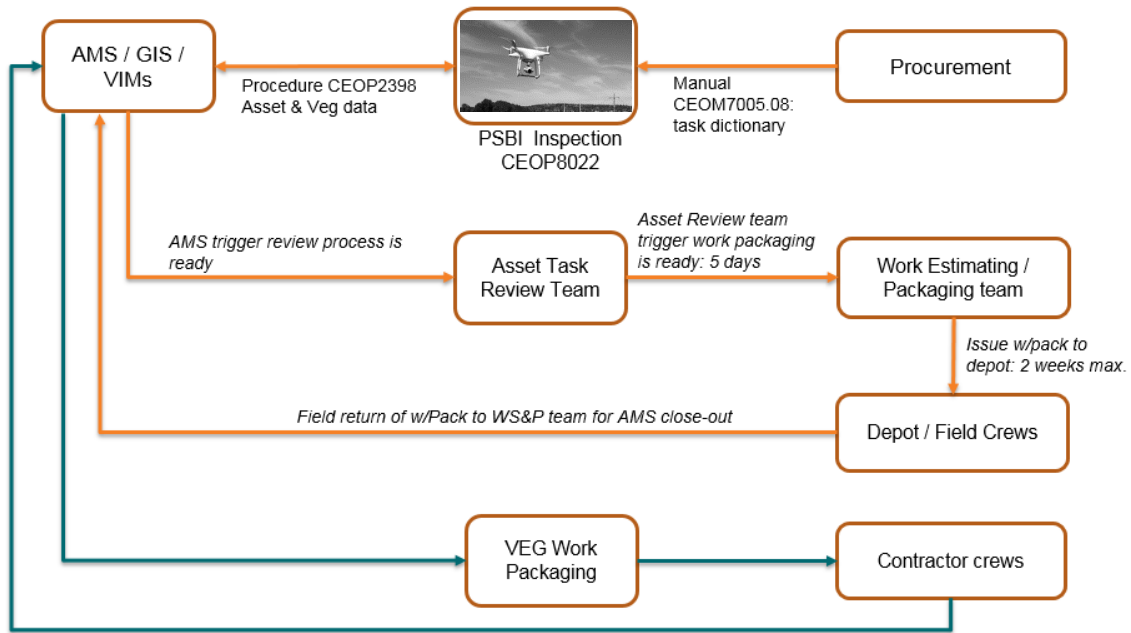 AMS / GIS /
VIMs
Procedure CEOP2398
Asset & Veg data
PSBI  Inspection
CEOP8022
Manual
CEOM7005.08:
task dictionary
Procurement
AMS trigger review process is
ready
Asset Task
Review Team
Asset Review team
trigger work packaging
is ready: 5 days
Work Estimating /
Packaging team
Issue w/pack to
depot: 2 weeks max.
Field return of w/Pack to WS&P team for AMS close-out
Depot / Field Crews
VEG Work
Packaging
Contractor crews